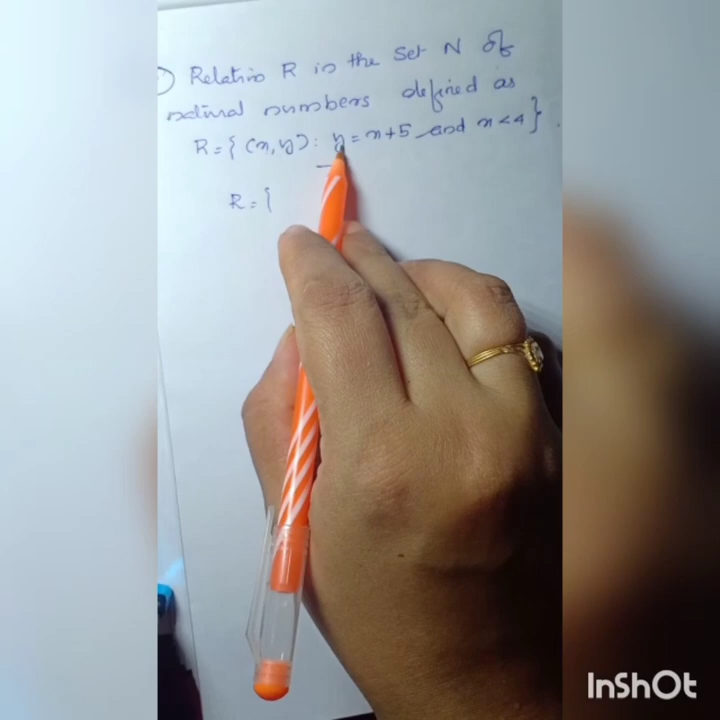 ) Relation R in the Set N of
natural numbers defined as
R = { (x, y) : y = x + 5 and x < 4 } .
R = {
InShOt